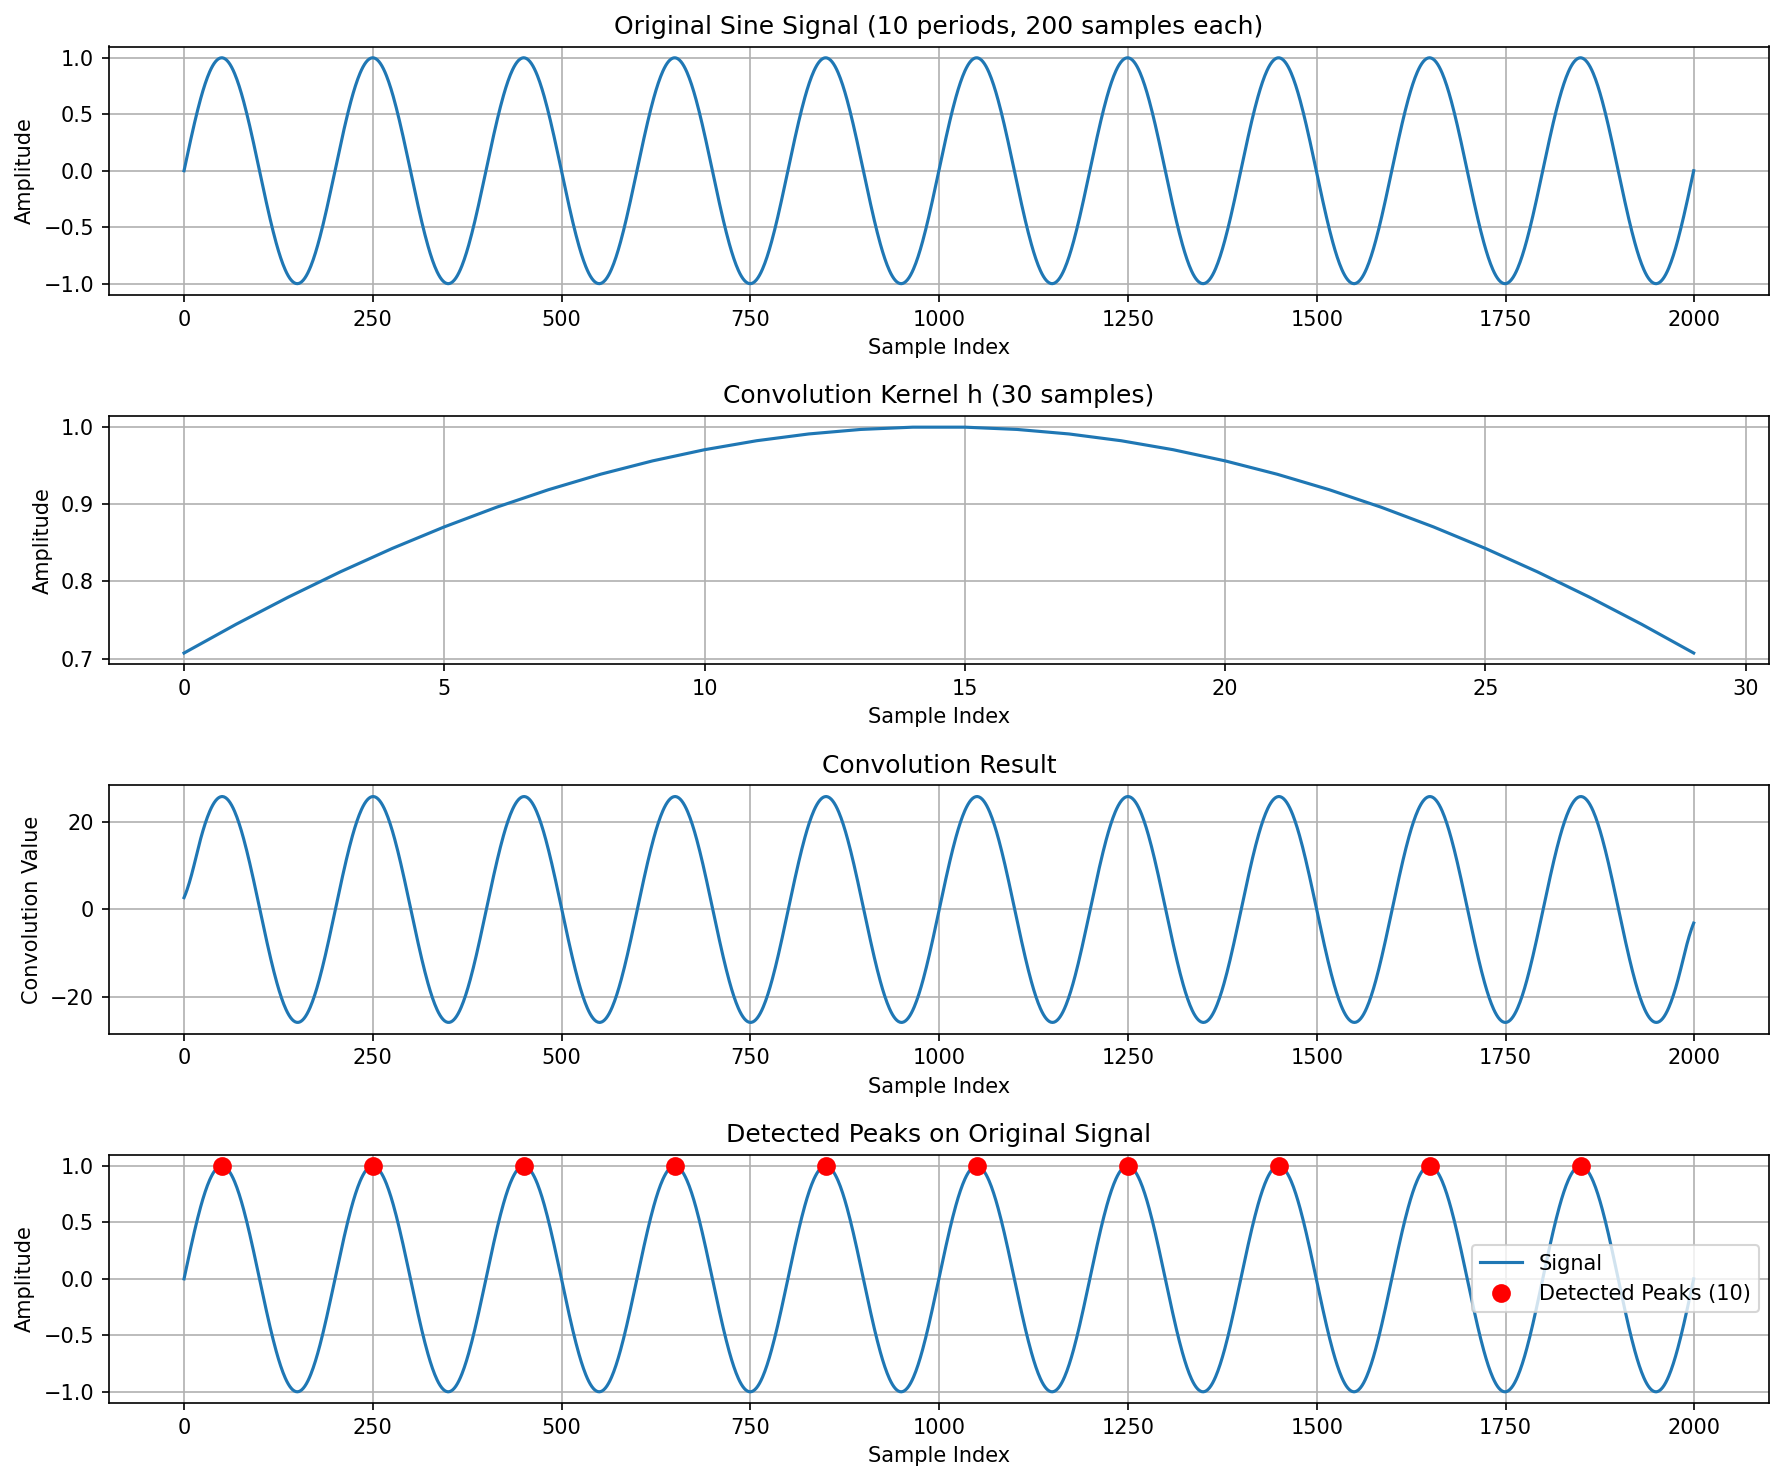 Original Sine Signal (10 periods, 200 samples each)
Amplitude
1.0
0.5
0.0
−0.5
−1.0
0 250 500 750 1000 1250 1500 1750 2000
Sample Index
Convolution Kernel h (30 samples)
Amplitude
1.0
0.9
0.8
0.7
0 5 10 15 20 25 30
Sample Index
Convolution Result
Convolution Value
20
0
−20
0 250 500 750 1000 1250 1500 1750 2000
Sample Index
Detected Peaks on Original Signal
Amplitude
1.0
0.5
0.0
−0.5
−1.0
Signal
Detected Peaks (10)
0 250 500 750 1000 1250 1500 1750 2000
Sample Index